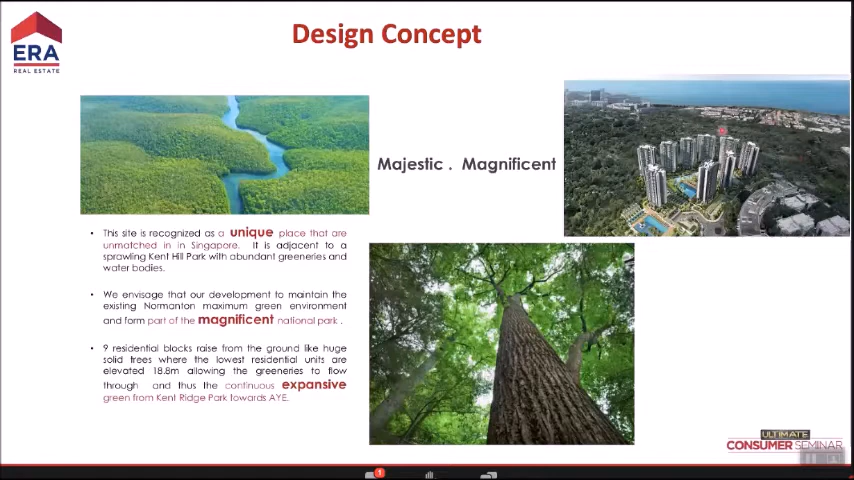 Design Concept
ERA
REAL ESTATE
Majestic . Magnificent
• This site is recognized as a unique place that are
unmatched in in Singapore. It is adjacent to a
sprawling Kent Hill Park with abundant greeneries and
water bodies.
• We envisage that our development to maintain the
existing Normanton maximum green environment
and form part of the magnificent national park .
• 9 residential blocks raise from the ground like huge
solid trees where the lowest residential units are
elevated 18.8m allowing the greeneries to flow
through and thus the continuous expansive
green from Kent Ridge Park towards AYE.
ULTIMATE
CONSUMER SEMINAR
1